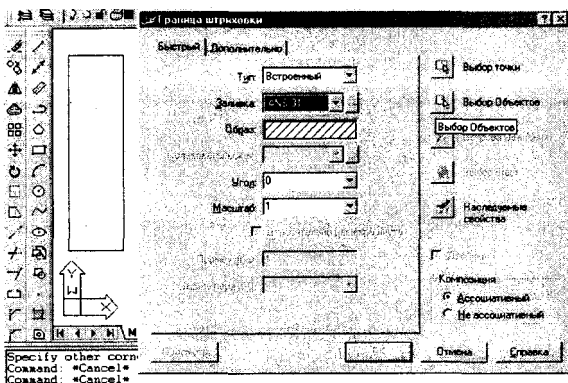 Граница штриховки
Быстрый
Дополнительно
Тип:
Встроенный
Заливка:
Образ:
Угол:
0
Масштаб:
1
Выбор точки
Выбор Объектов
Выбор Объектов
Наследуемые
свойства
Композиция
Ассоциативный
Не ассоциативный
Отмена
Справка
Y
W
X
M
Specify other corn
Command: *Cancel*
Command: *Cancel*